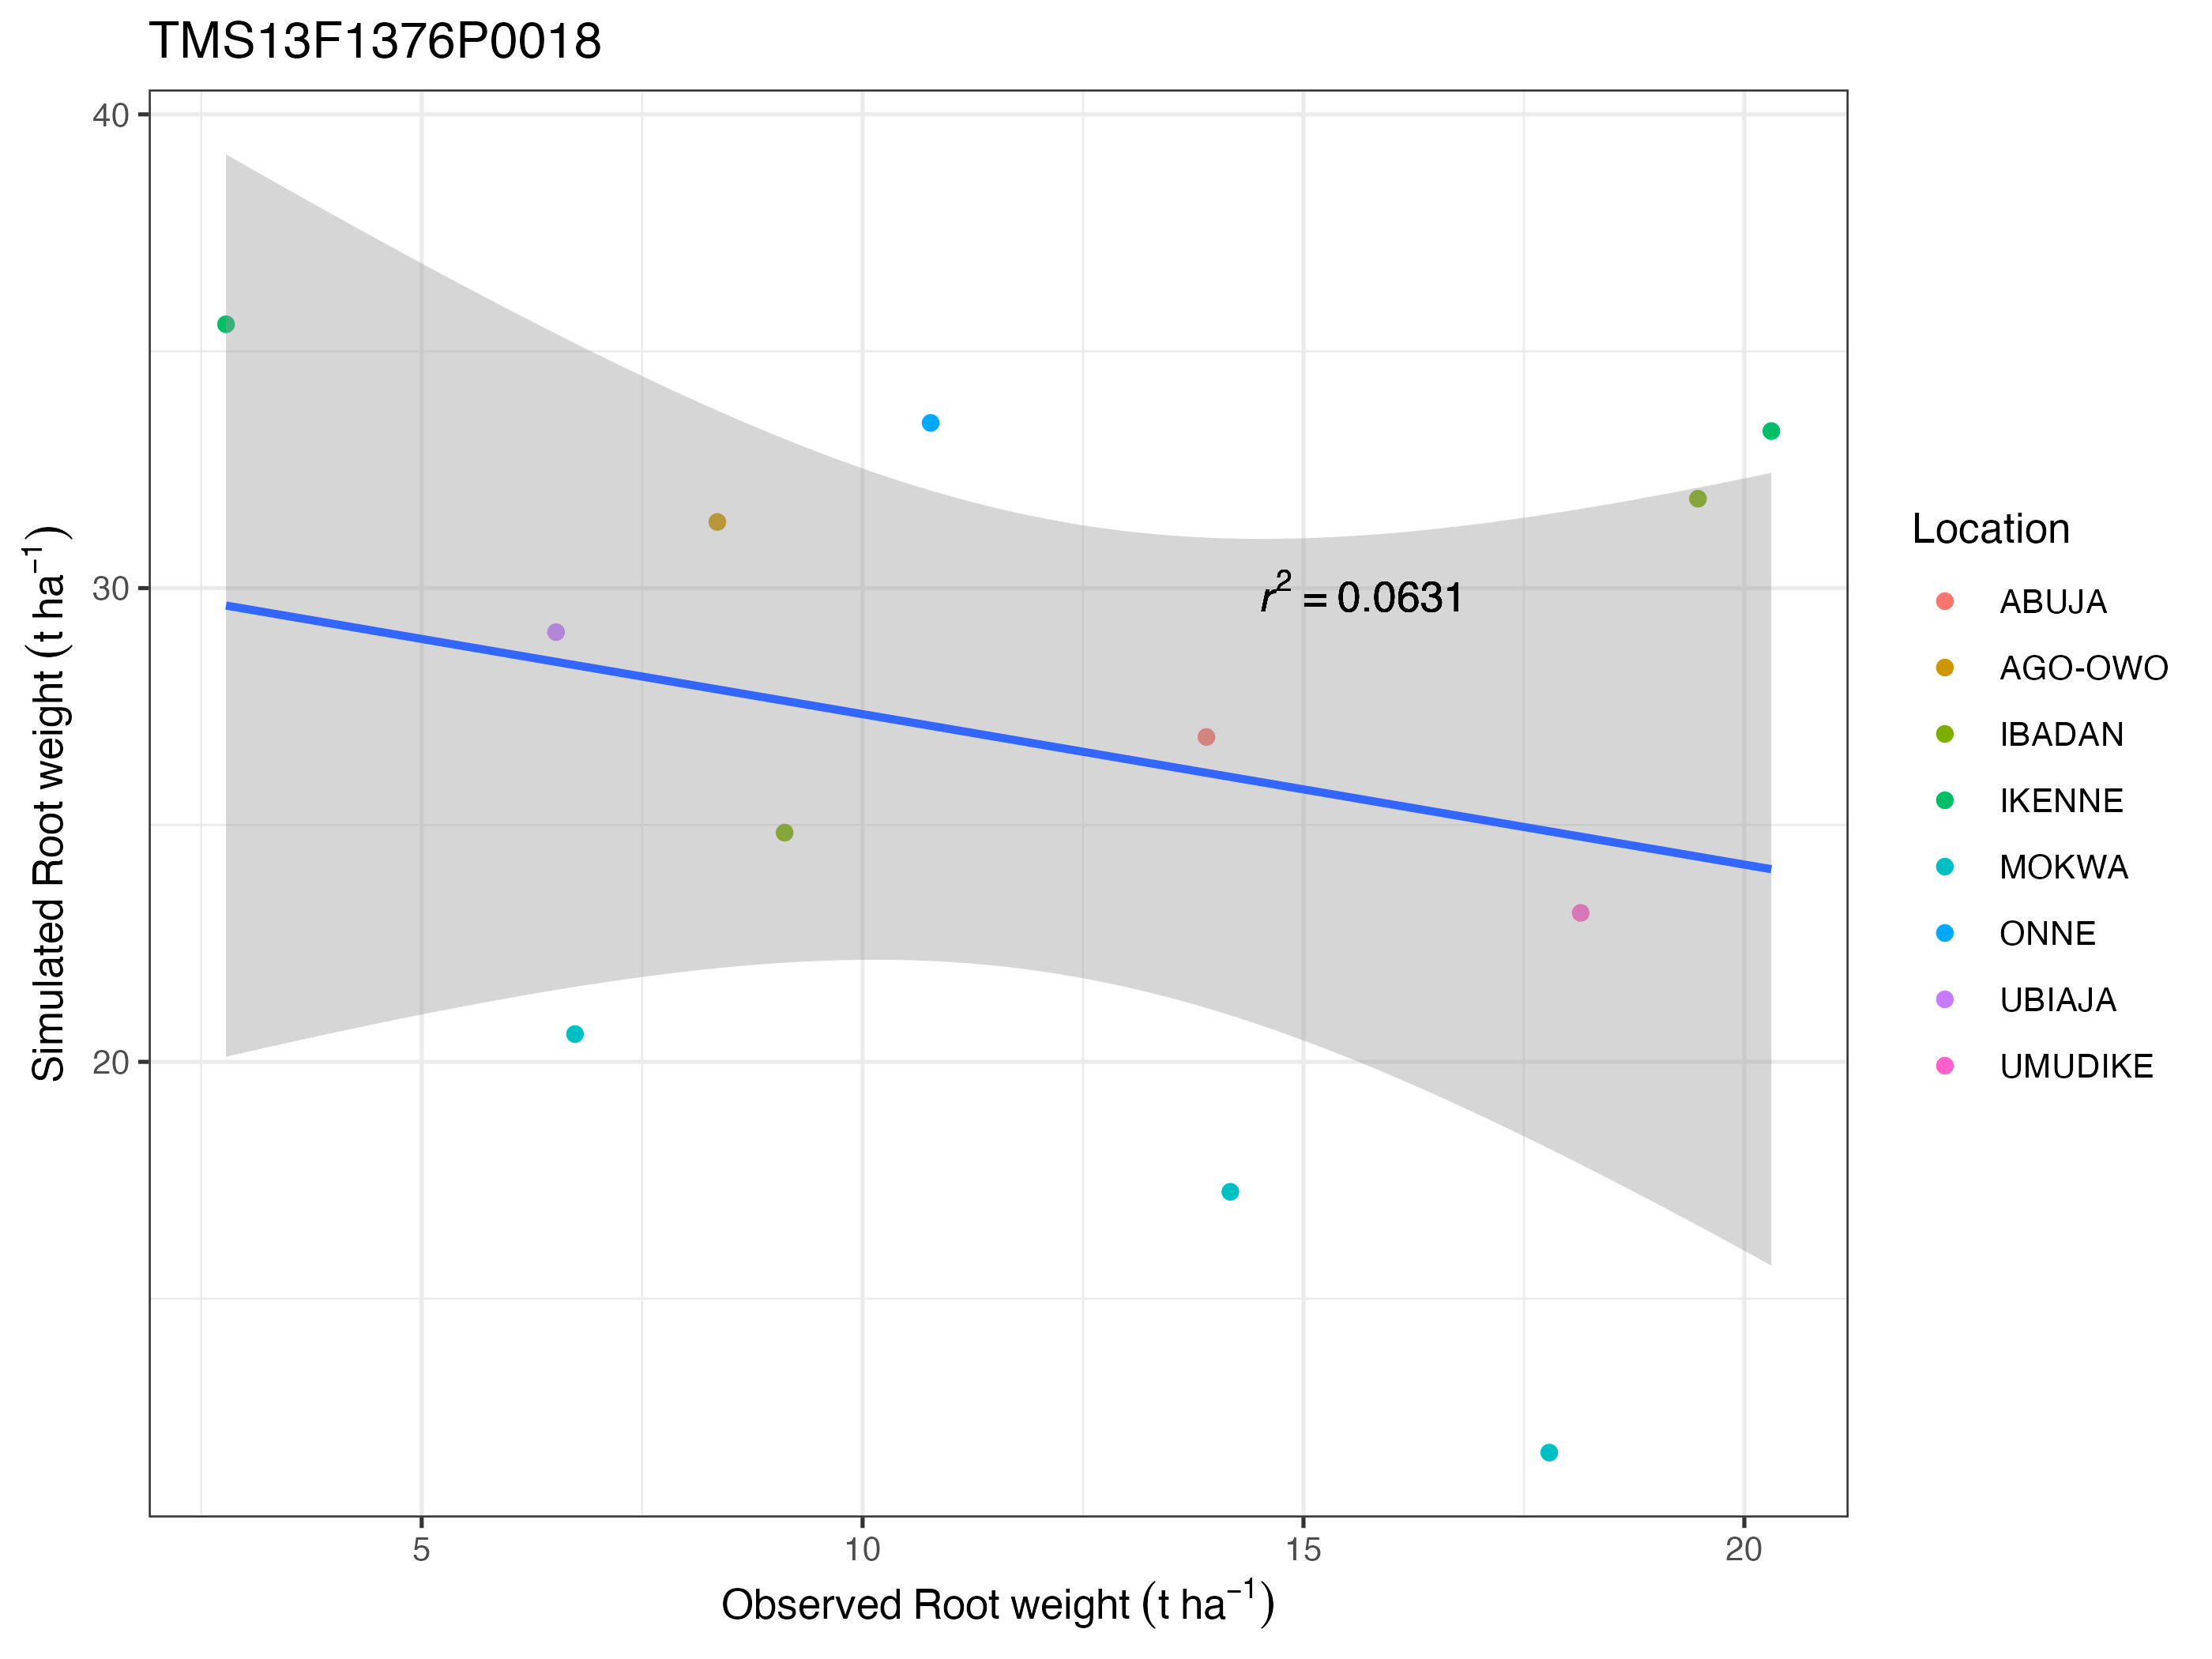 TMS13F1376P0018
Simulated Root weight (t ha⁻¹)
40
30
20
r² = 0.0631
5 10 15 20
Observed Root weight (t ha⁻¹)
Location
ABUJA
AGO-OWO
IBADAN
IKENNE
MOKWA
ONNE
UBIAJA
UMUDIKE